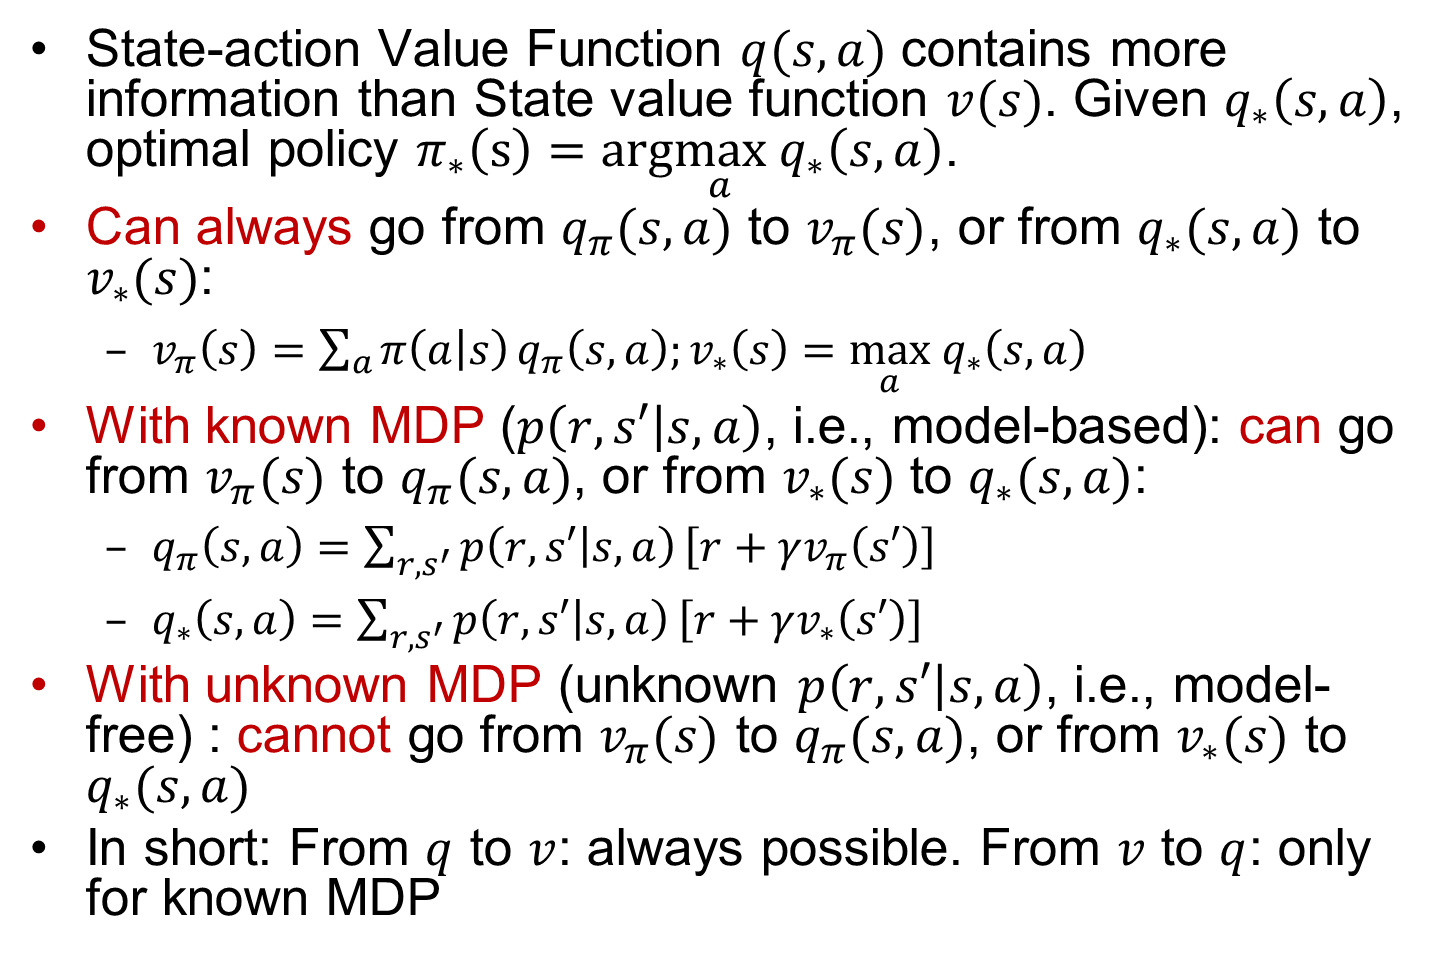 • State-action Value Function 𝑞(𝑠, 𝑎) contains more
information than State value function 𝑣(𝑠). Given 𝑞∗(𝑠, 𝑎),
optimal policy 𝜋∗(s) = argmax 𝑞∗(𝑠, 𝑎).
𝑎
• Can always go from 𝑞𝜋(𝑠, 𝑎) to 𝑣𝜋(𝑠), or from 𝑞∗(𝑠, 𝑎) to
𝑣∗(𝑠):
– 𝑣𝜋(𝑠) = ∑𝑎 𝜋(𝑎|𝑠) 𝑞𝜋(𝑠, 𝑎); 𝑣∗(𝑠) = max 𝑞∗(𝑠, 𝑎)
𝑎
• With known MDP (𝑝(𝑟, 𝑠′|𝑠, 𝑎), i.e., model-based): can go
from 𝑣𝜋(𝑠) to 𝑞𝜋(𝑠, 𝑎), or from 𝑣∗(𝑠) to 𝑞∗(𝑠, 𝑎):
– 𝑞𝜋(𝑠, 𝑎) = ∑𝑟,𝑠′ 𝑝(𝑟, 𝑠′|𝑠, 𝑎) [𝑟 + 𝛾𝑣𝜋(𝑠′)]
– 𝑞∗(𝑠, 𝑎) = ∑𝑟,𝑠′ 𝑝(𝑟, 𝑠′|𝑠, 𝑎) [𝑟 + 𝛾𝑣∗(𝑠′)]
• With unknown MDP (unknown 𝑝(𝑟, 𝑠′|𝑠, 𝑎), i.e., model-
free) : cannot go from 𝑣𝜋(𝑠) to 𝑞𝜋(𝑠, 𝑎), or from 𝑣∗(𝑠) to
𝑞∗(𝑠, 𝑎)
• In short: From 𝑞 to 𝑣: always possible. From 𝑣 to 𝑞: only
for known MDP